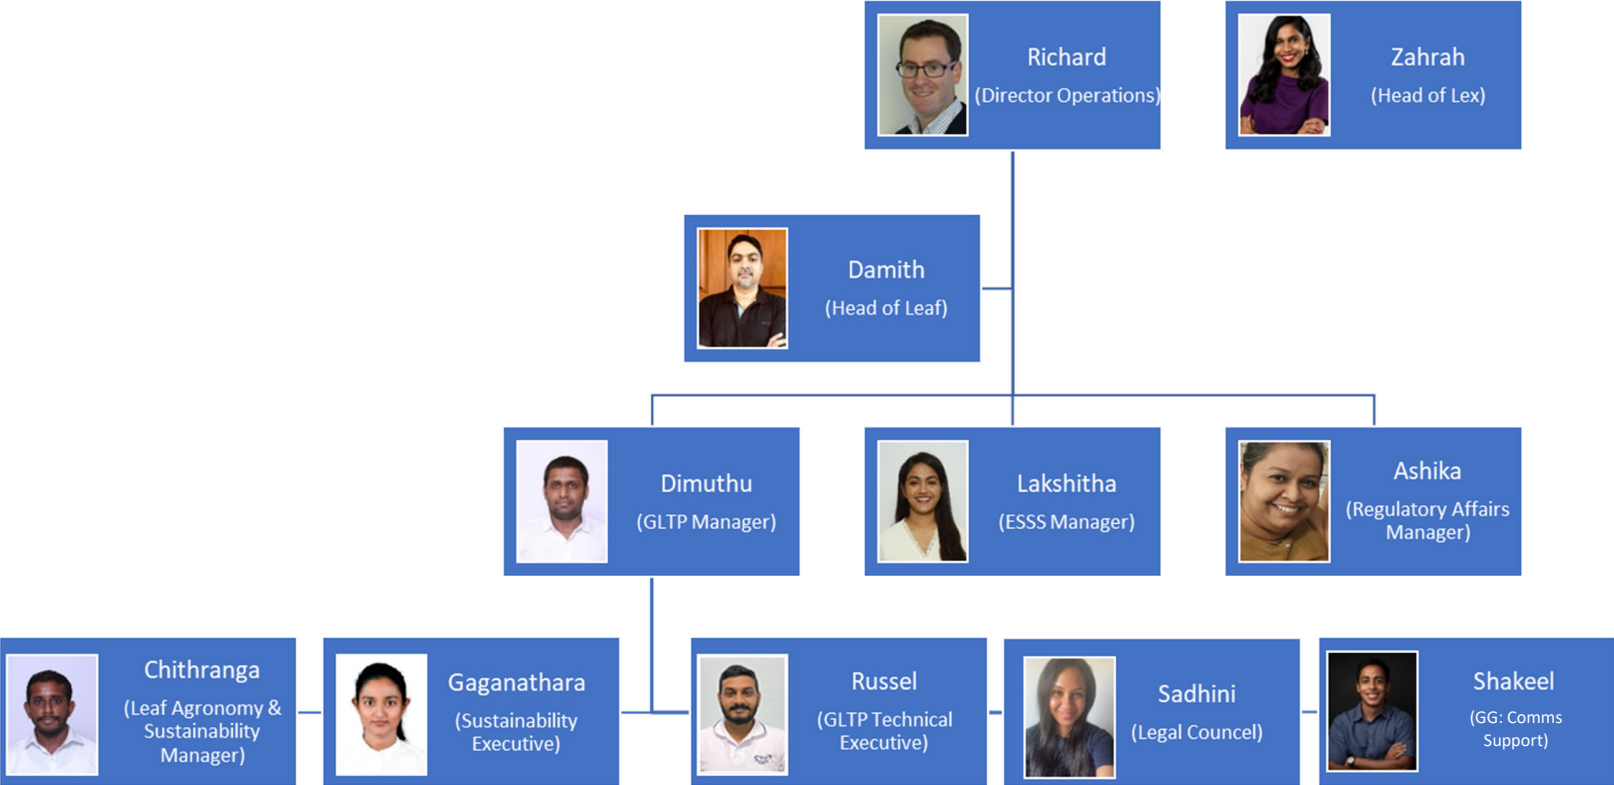 Richard
(Director Operations)
Zahrah
(Head of Lex)
Damith
(Head of Leaf)
Dimuthu
(GLTP Manager)
Lakshitha
(ESSS Manager)
Ashika
(Regulatory Affairs
Manager)
Chithranga
(Leaf Agronomy &
Sustainability
Manager)
Gaganathara
(Sustainability
Executive)
Russel
(GLTP Technical
Executive)
Sadhini
(Legal Councel)
Shakeel
(GG: Comms
Support)